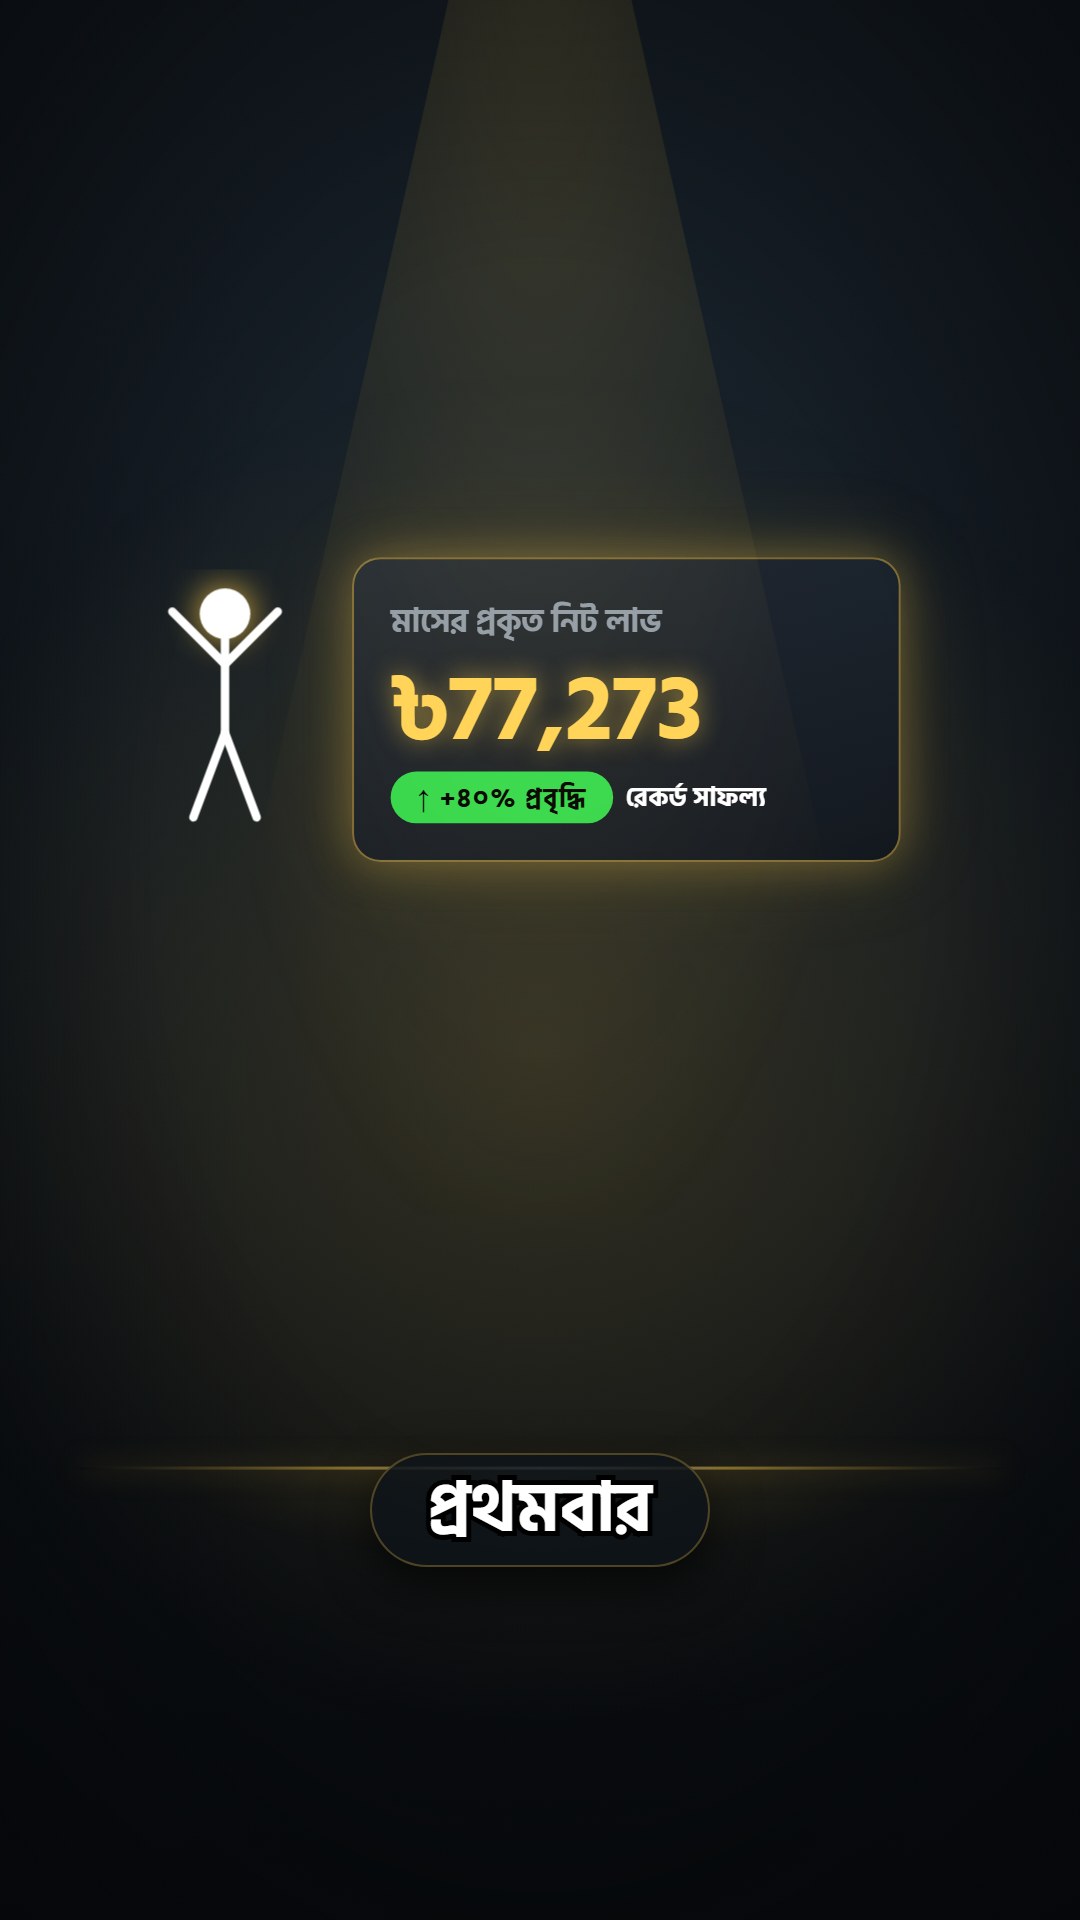 মাসের প্রকৃত নিট লাভ
৳77,273
↑ +৪০% প্রবৃদ্ধি রেকর্ড সাফল্য
প্রথমবার